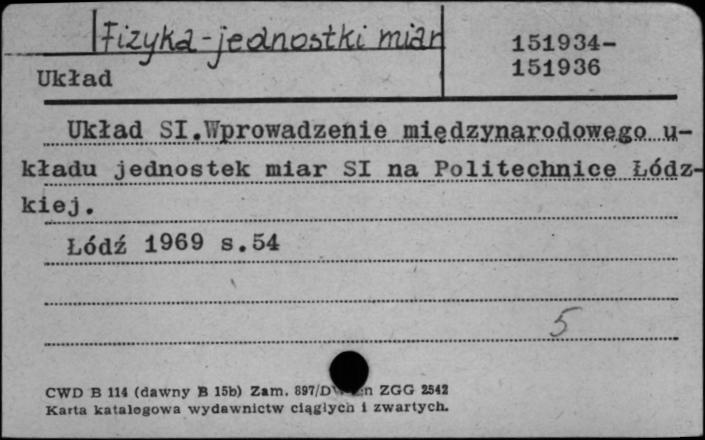 Fizyka-jednostki miar
151934-
151936
Układ
Układ SI.Wprowadzenie międzynarodowego u-
kładu jednostek miar SI na Politechnice Łódz-
kiej.
Łódź 1969 s.54
5
CWD B 114 (dawny B 15b) Zam. 897/D ZGG 2542
Karta katalogowa wydawnictw ciągłych i zwartych.